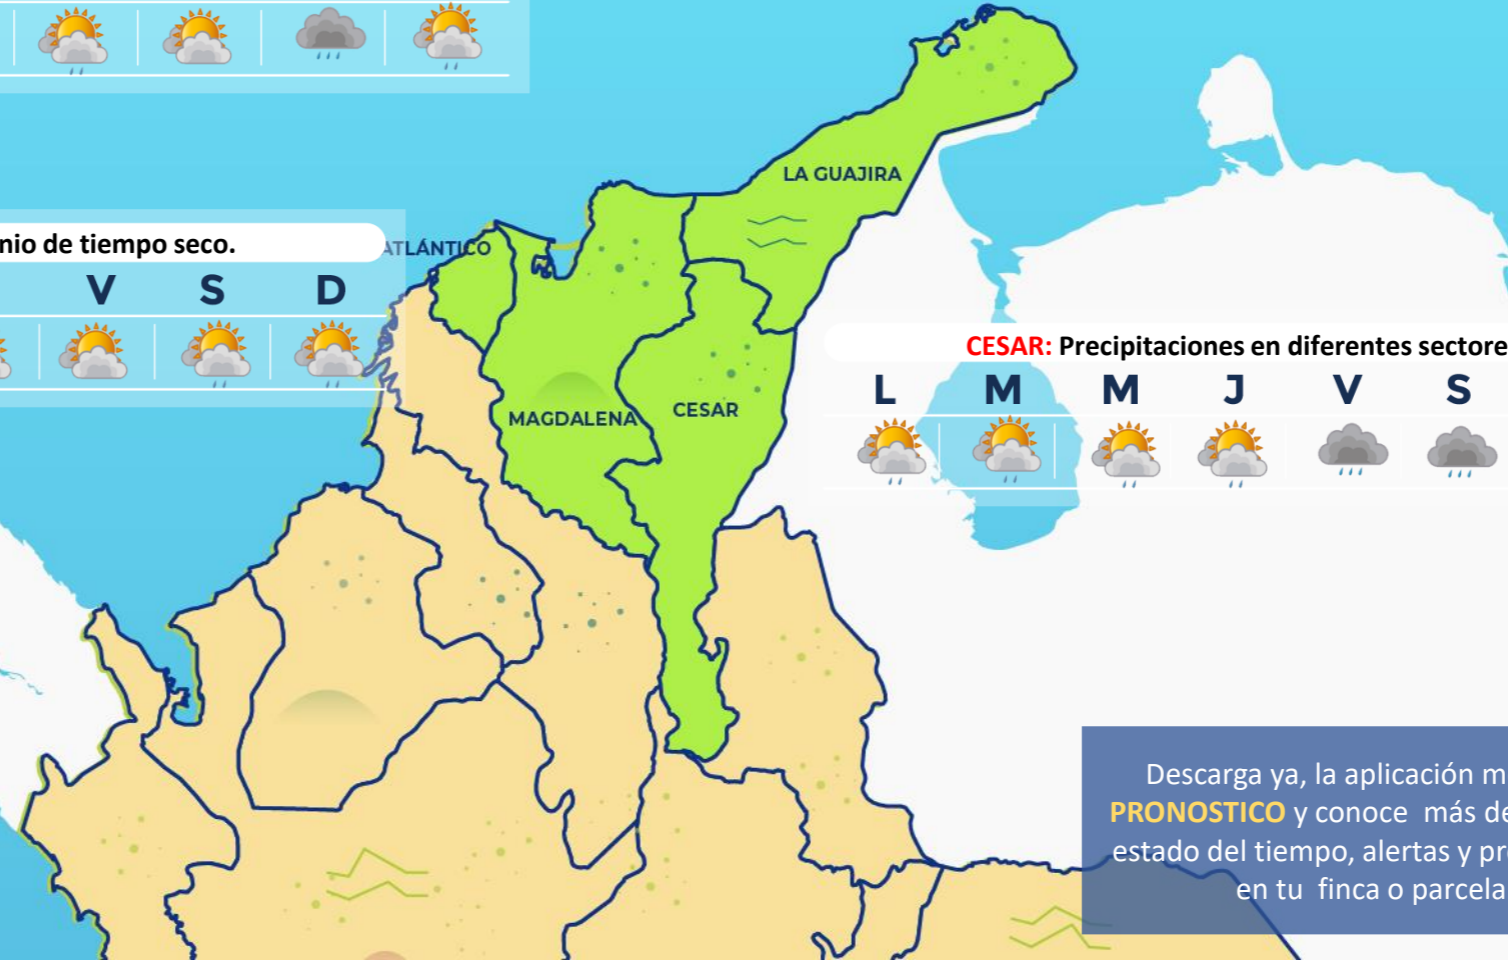 LA GUAJIRA
nio de tiempo seco.
ATLÁNTICO
V S D
CESAR: Precipitaciones en diferentes sectore
L M M J V S
MAGDALENA
CESAR
Descarga ya, la aplicación m
PRONOSTICO y conoce más de
estado del tiempo, alertas y pr
en tu finca o parcela